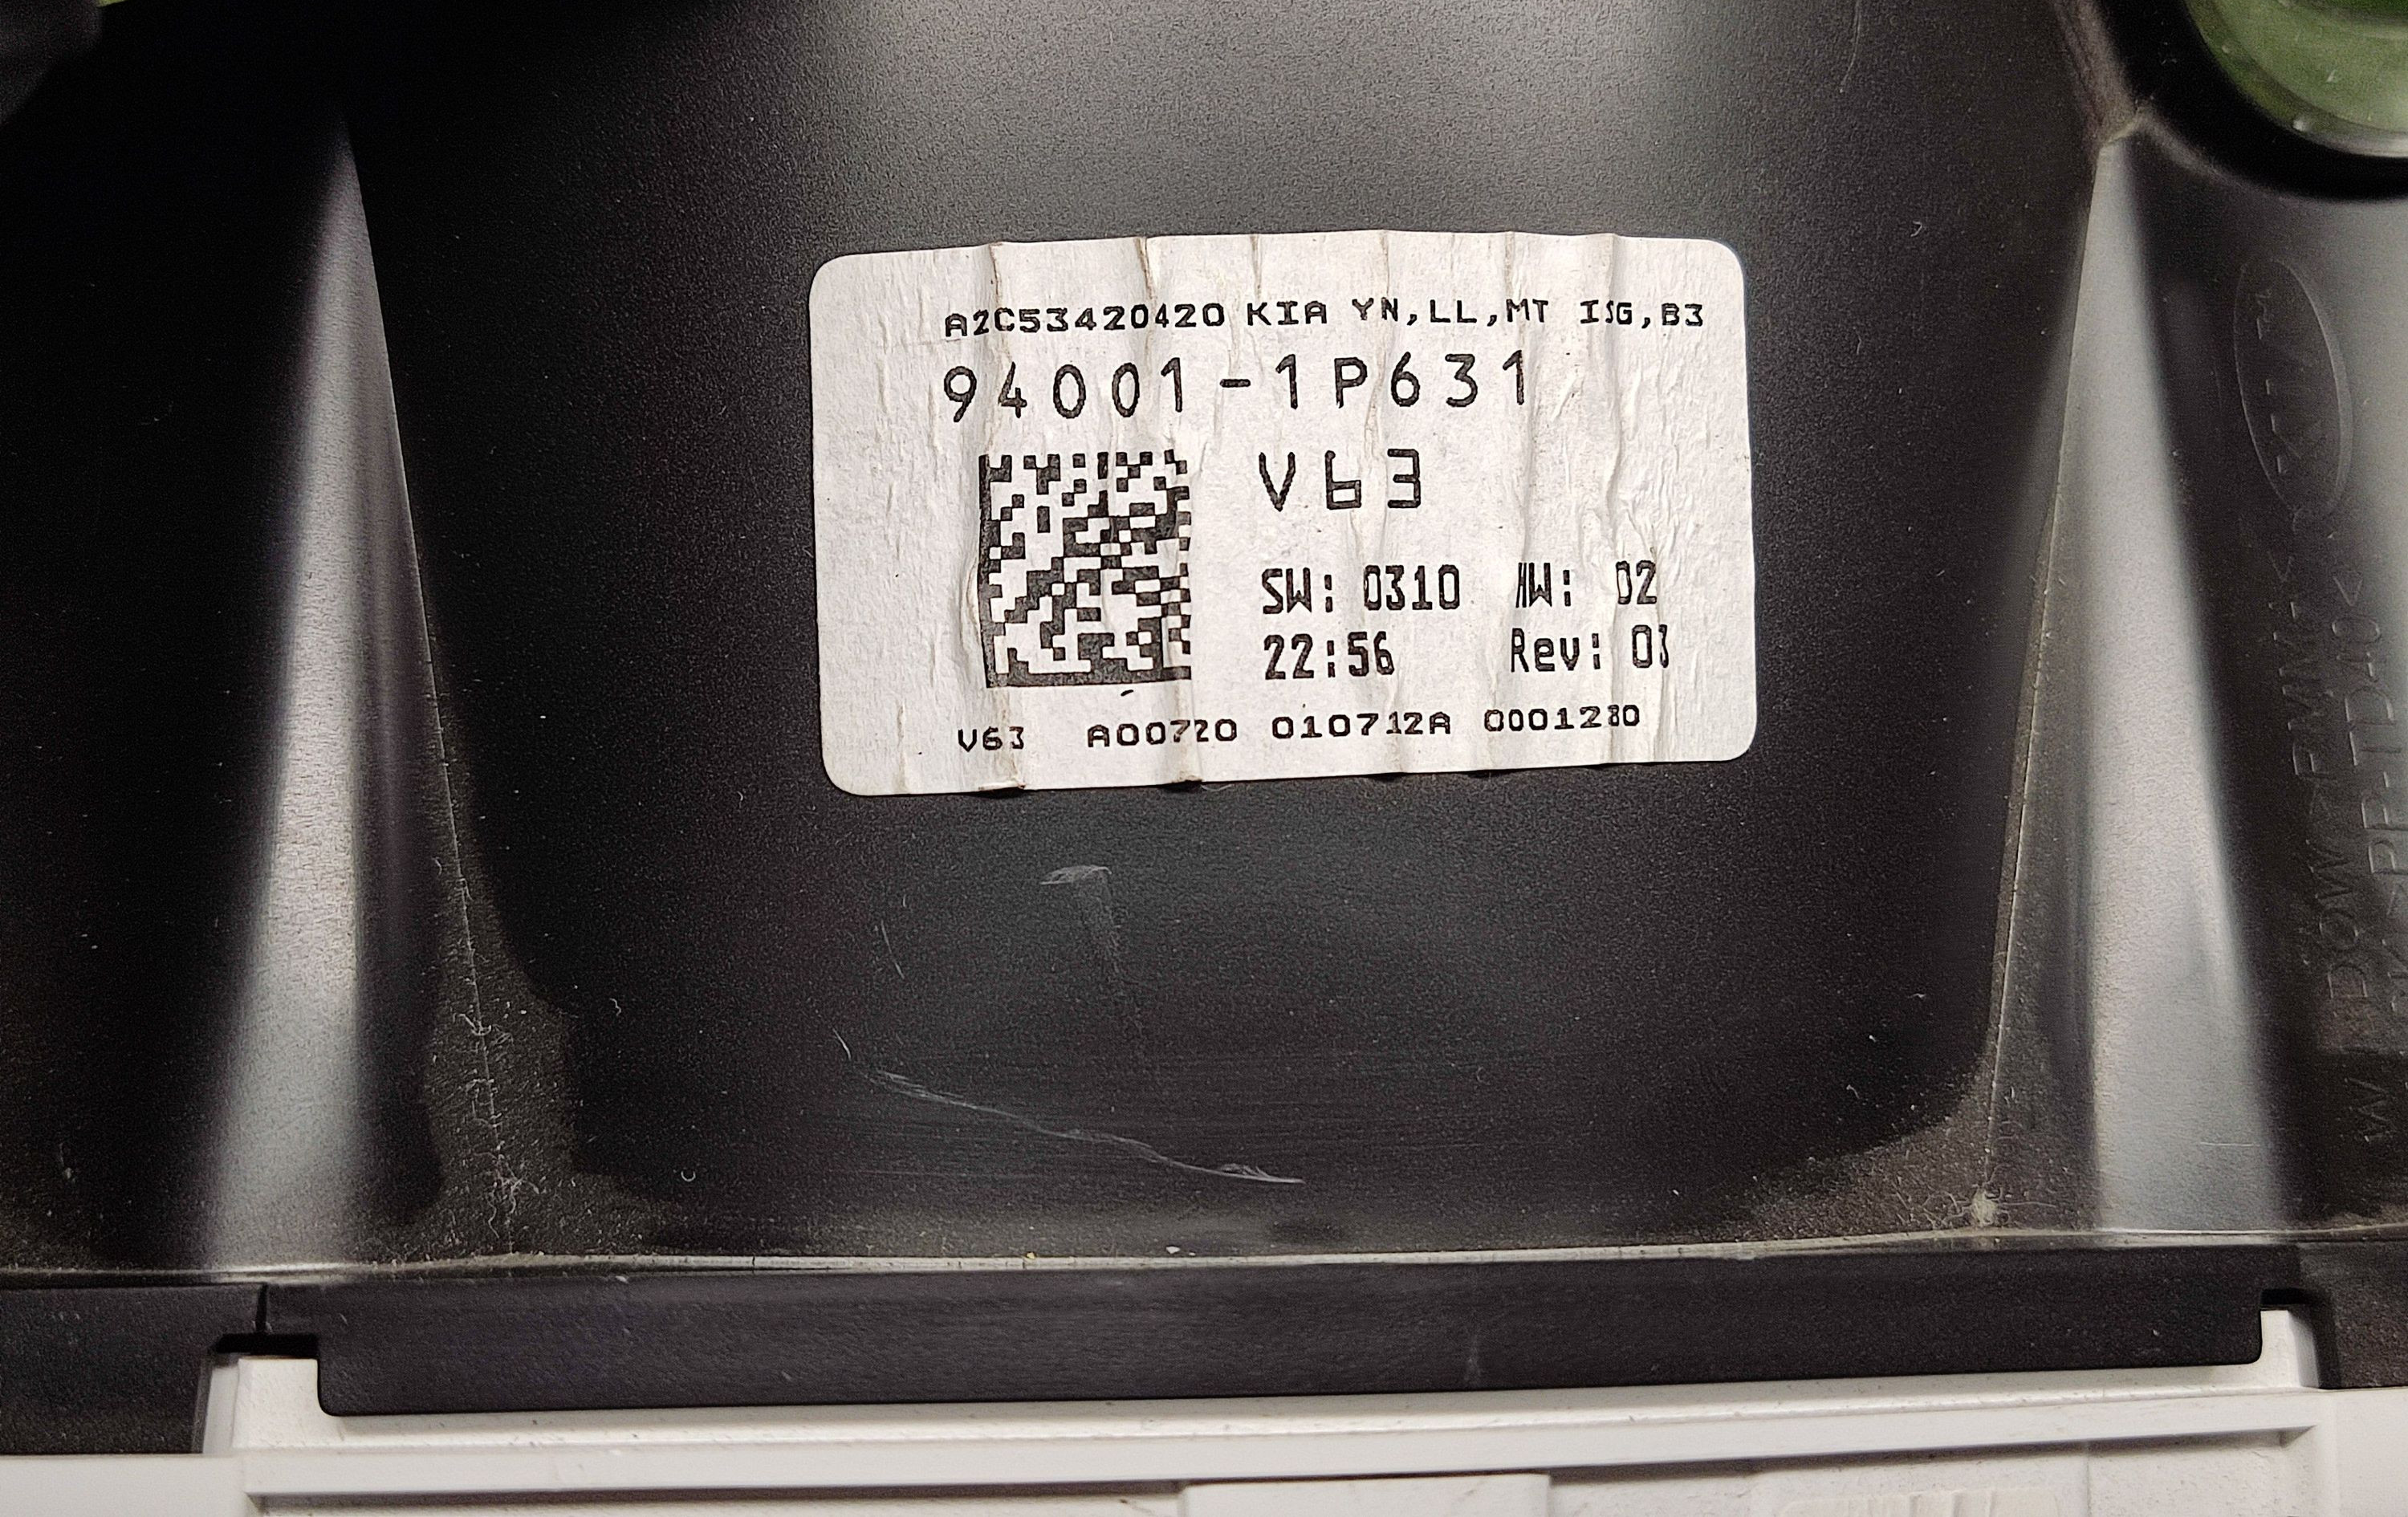 A2C53420420 KIA YN,LL,MT ISG,B3
94001-1P631
V63
SW: 0310 HW: 02
22:56 Rev: 03
V63 A00720 010712A 0001280
KIA